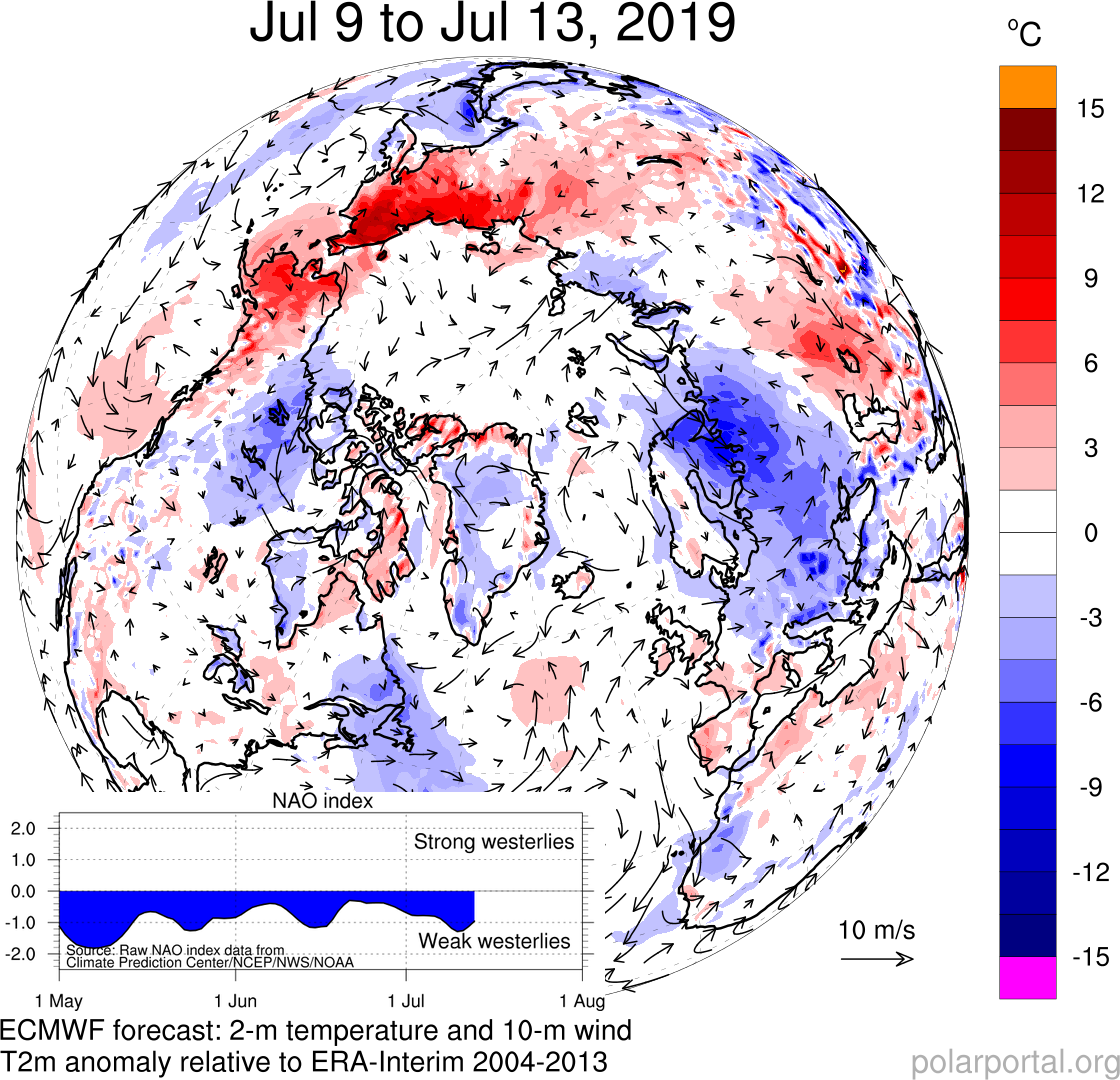 Jul 9 to Jul 13, 2019
°C
15
12
9
6
3
0
-3
-6
-9
-12
-15
10 m/s
NAO index
2.0
1.0
0.0
-1.0
-2.0
Strong westerlies
Weak westerlies
Source: Raw NAO index data from
Climate Prediction Center/NCEP/NWS/NOAA
1 May 1 Jun 1 Jul 1 Aug
ECMWF forecast: 2-m temperature and 10-m wind
T2m anomaly relative to ERA-Interim 2004-2013
polarportal.org